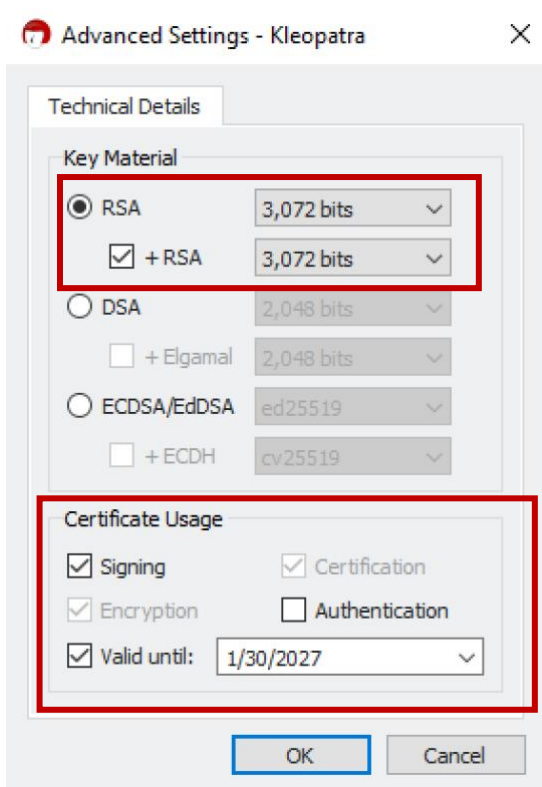 Advanced Settings - Kleopatra
Technical Details
Key Material
RSA 3,072 bits
+ RSA 3,072 bits
DSA 2,048 bits
+ Elgamal 2,048 bits
ECDSA/EdDSA ed25519
+ ECDH cv25519
Certificate Usage
Signing Certification
Encryption Authentication
Valid until: 1/30/2027
OK Cancel